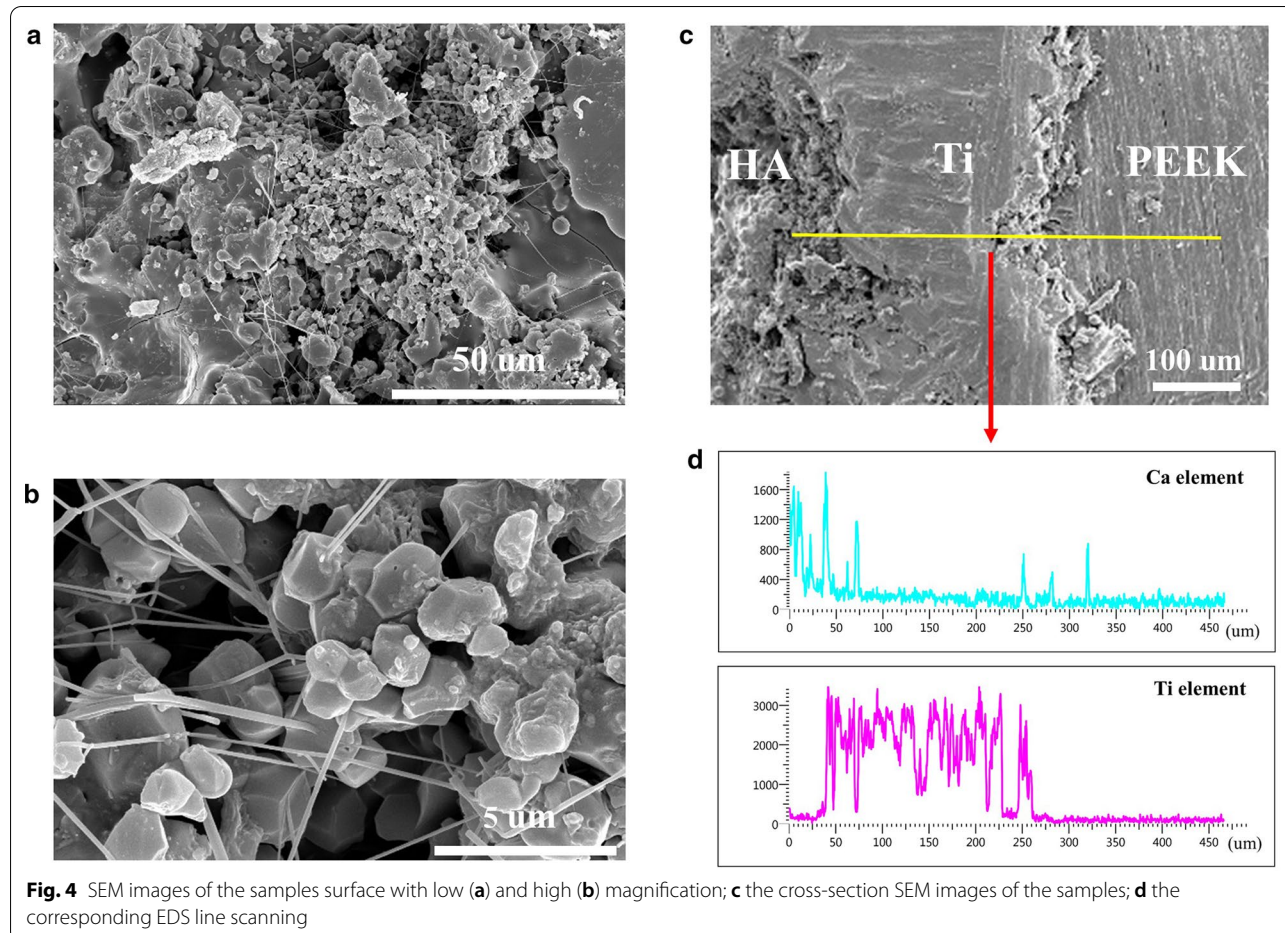 a
50 um
b
5 um
c
HA
Ti
PEEK
100 um
d
Ca element
1600
1200
800
400
0
0 50 100 150 200 250 300 350 400 450 (um)
Ti element
3000
2000
1000
0
0 50 100 150 200 250 300 350 400 450 (um)
Fig. 4 SEM images of the samples surface with low (a) and high (b) magnification; c the cross-section SEM images of the samples; d the
corresponding EDS line scanning